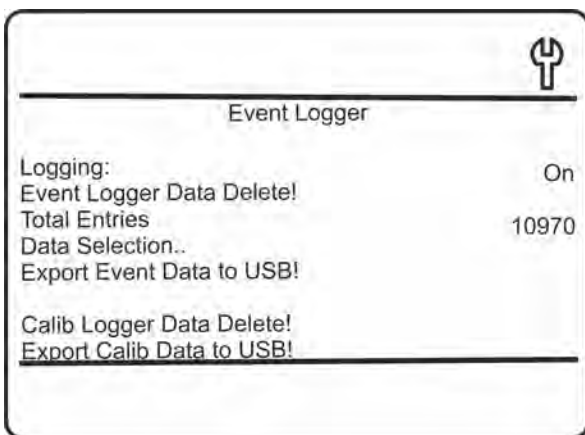 Event Logger
Logging: On
Event Logger Data Delete!
Total Entries 10970
Data Selection..
Export Event Data to USB!
Calib Logger Data Delete!
Export Calib Data to USB!